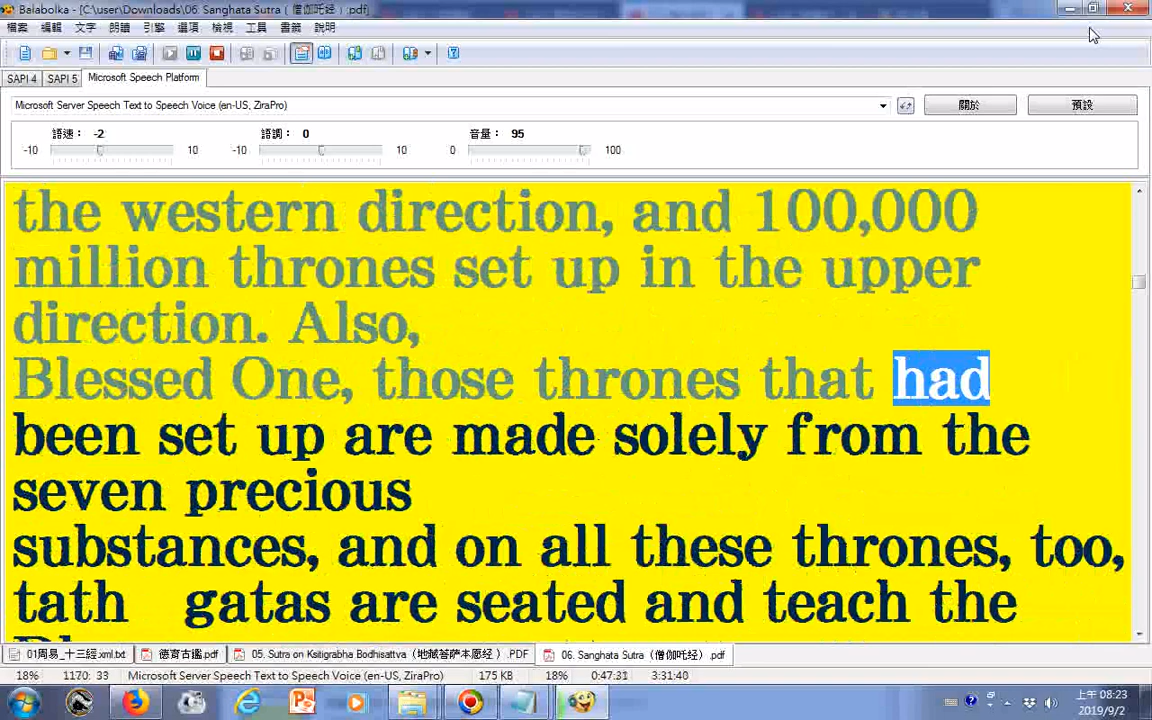 Balabolka - [C:\user\Downloads\06. Sanghata Sutra（僧伽吒经）.pdf]
檔案 編輯 文字 朗讀 引擎 選項 檢視 工具 書籤 說明
SAPI 4 SAPI 5 Microsoft Speech Platform
Microsoft Server Speech Text to Speech Voice (en-US, ZiraPro) 關於 預設
語速： -2 語調： 0 音量： 95
-10 10 -10 10 0 100
the western direction, and 100,000
million thrones set up in the upper
direction. Also,
Blessed One, those thrones that had
been set up are made solely from the
seven precious
substances, and on all these thrones, too,
tath gatas are seated and teach the
01周易_十三經.xml.txt 德育古鑑.pdf 05. Sutra on Ksitigrabha Bodhisattva（地藏菩萨本愿经）.PDF 06. Sanghata Sutra（僧伽吒经）.pdf
18% 1170: 33 Microsoft Server Speech Text to Speech Voice (en-US, ZiraPro) 175 KB 18% 0:47:31 3:31:40
上午 08:23
2019/9/2